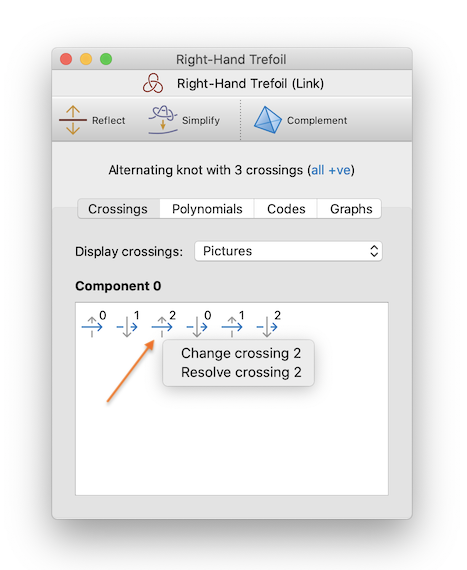 Right-Hand Trefoil
Right-Hand Trefoil (Link)
Reflect Simplify Complement
Alternating knot with 3 crossings (all +ve)
Crossings Polynomials Codes Graphs
Display crossings: Pictures
Component 0
0 1 2 0 1 2
Change crossing 2
Resolve crossing 2